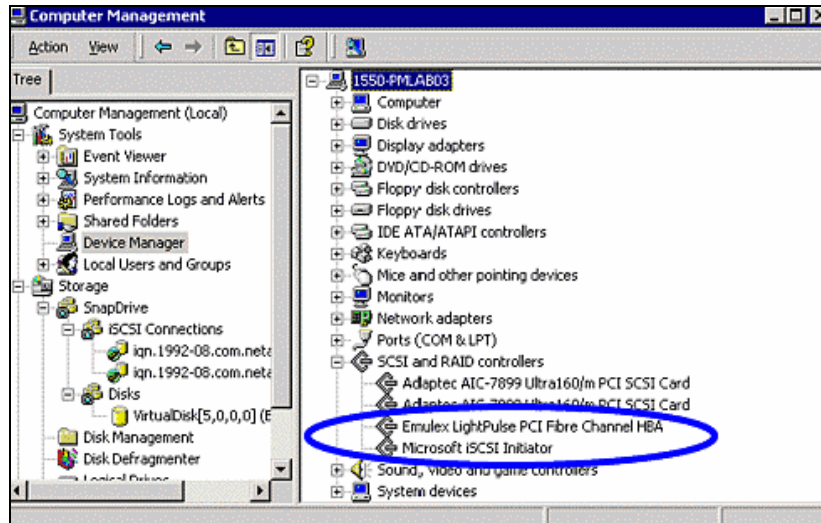 Computer Management
Action View
Tree
Computer Management (Local)
System Tools
Event Viewer
System Information
Performance Logs and Alerts
Shared Folders
Device Manager
Local Users and Groups
Storage
SnapDrive
iSCSI Connections
iqn.1992-08.com.neta
iqn.1992-08.com.neta
Disks
VirtualDisk[5,0,0,0] (E
Disk Management
Disk Defragmenter
Logical Drives
1550-PMLAB03
Computer
Disk drives
Display adapters
DVD/CD-ROM drives
Floppy disk controllers
Floppy disk drives
IDE ATA/ATAPI controllers
Keyboards
Mice and other pointing devices
Monitors
Network adapters
Ports (COM & LPT)
SCSI and RAID controllers
Adaptec AIC-7899 Ultra160/m PCI SCSI Card
Adaptec AIC-7899 Ultra160/m PCI SCSI Card
Emulex LightPulse PCI Fibre Channel HBA
Microsoft iSCSI Initiator
Sound, video and game controllers
System devices